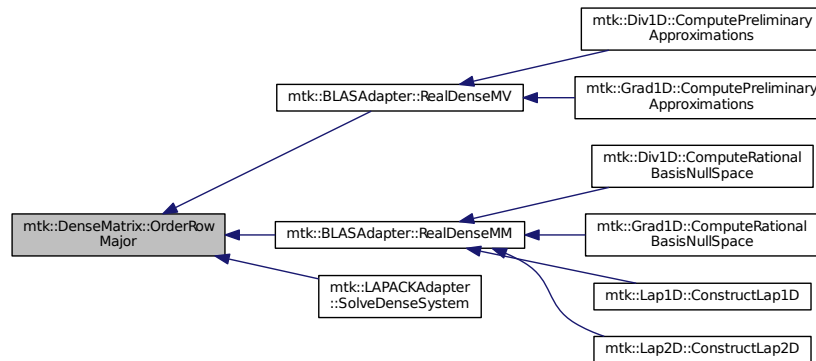 mtk::Div1D::ComputePreliminary
Approximations
mtk::BLASAdapter::RealDenseMV
mtk::Grad1D::ComputePreliminary
Approximations
mtk::Div1D::ComputeRational
BasisNullSpace
mtk::DenseMatrix::OrderRow
Major
mtk::BLASAdapter::RealDenseMM
mtk::Grad1D::ComputeRational
BasisNullSpace
mtk::LAPACKAdapter
::SolveDenseSystem
mtk::Lap1D::ConstructLap1D
mtk::Lap2D::ConstructLap2D